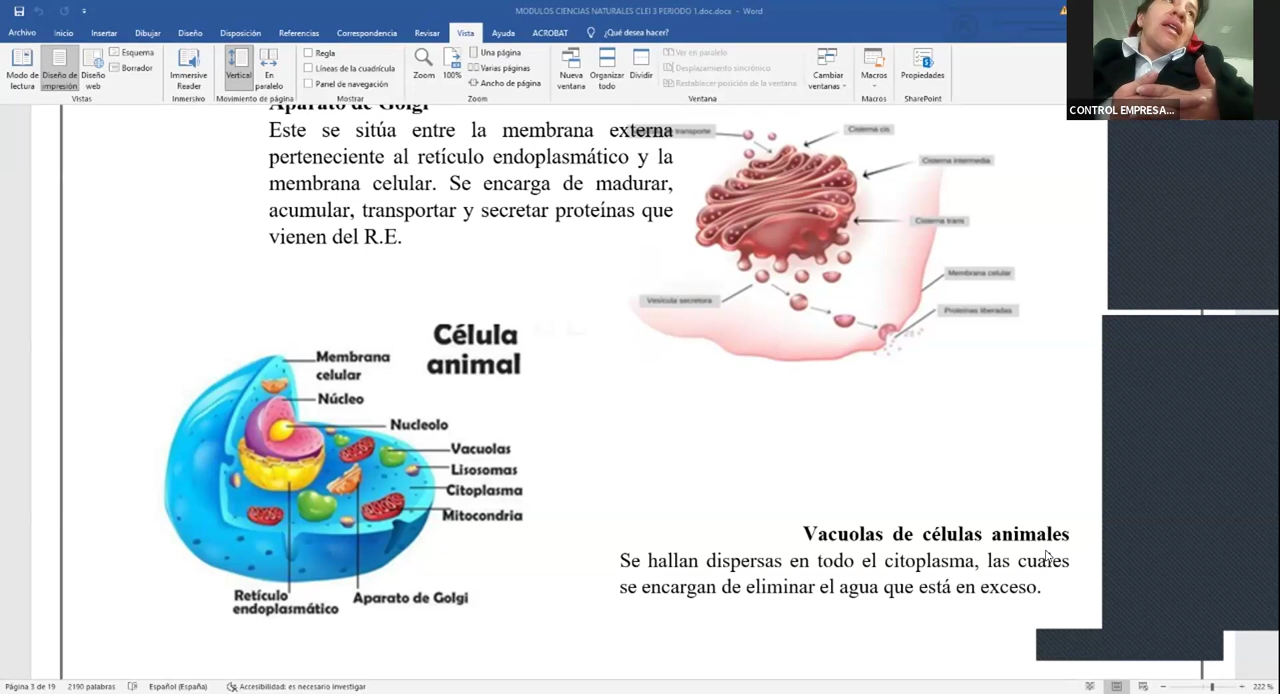 MODULOS CIENCIAS NATURALES CLEI 3 PERIODO 1.doc.docx - Word
Archivo Inicio Insertar Dibujar Diseño Disposición Referencias Correspondencia Revisar Vista Ayuda ACROBAT ¿Qué desea hacer?
Modo de lectura
Diseño de impresión
Diseño web
Esquema
Borrador
Vistas
Immersive Reader
Inmersivo
Vertical
En paralelo
Movimiento de página
Regla
Líneas de la cuadrícula
Panel de navegación
Mostrar
Zoom
100%
Una página
Varias páginas
Ancho de página
Zoom
Nueva ventana
Organizar todo
Dividir
Ver en paralelo
Desplazamiento sincrónico
Restablecer posición de la ventana
Ventana
Cambiar ventanas
Macros
Macros
Propiedades
SharePoint
CONTROL EMPRESA...
Aparato de Golgi
Este se sitúa entre la membrana externa
perteneciente al retículo endoplasmático y la
membrana celular. Se encarga de madurar,
acumular, transportar y secretar proteínas que
vienen del R.E.
transporte
Cisterna cis
Cisterna intermedia
Cisterna trans
Membrana celular
Vesícula secretora
Proteínas liberadas
Célula
animal
Membrana
celular
Núcleo
Nucleolo
Vacuolas
Lisosomas
Citoplasma
Mitocondria
Retículo
endoplasmático
Aparato de Golgi
Vacuolas de células animales
Se hallan dispersas en todo el citoplasma, las cuales
se encargan de eliminar el agua que está en exceso.
Página 3 de 19 2190 palabras Español (España) Accesibilidad: es necesario investigar 222 %